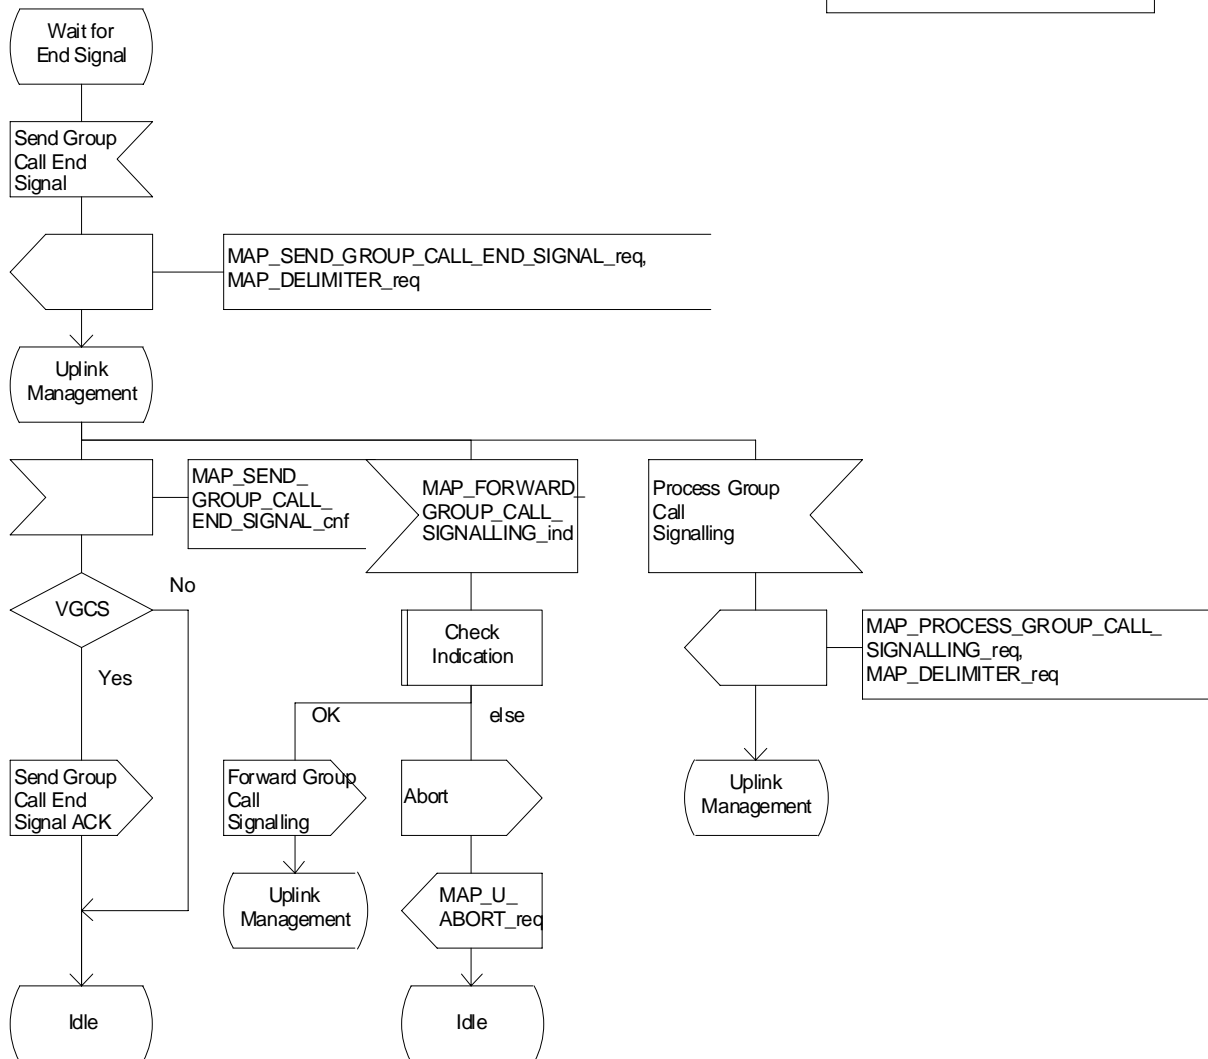 Wait for
End Signal
Send Group
Call End
Signal
MAP_SEND_GROUP_CALL_END_SIGNAL_req,
MAP_DELIMITER_req
Uplink
Management
MAP_SEND_
GROUP_CALL_
END_SIGNAL_cnf
MAP_FORWARD_
GROUP_CALL_
SIGNALLING_ind
Process Group
Call
Signalling
No
VGCS
Yes
Check
Indication
MAP_PROCESS_GROUP_CALL_
SIGNALLING_req,
MAP_DELIMITER_req
OK
else
Send Group
Call End
Signal ACK
Forward Group
Call
Signalling
Abort
Uplink
Management
Uplink
Management
MAP_U_
ABORT_req
Idle
Idle